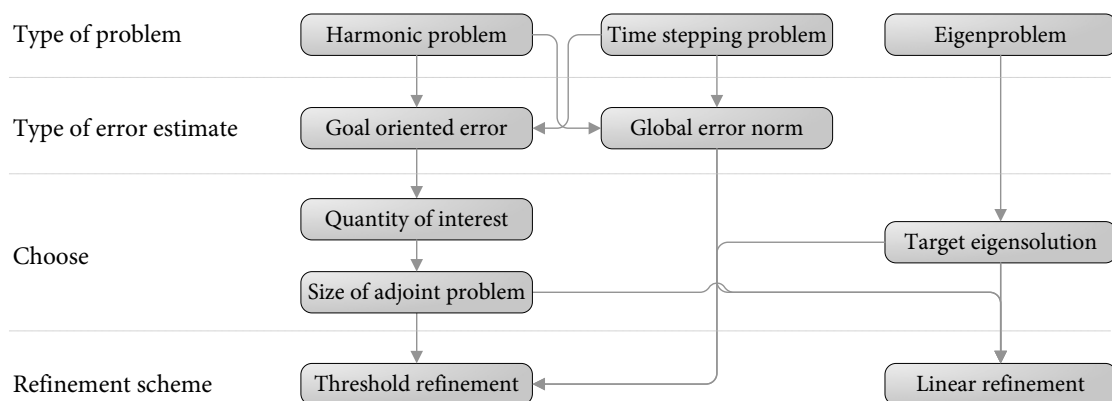 Type of problem
Harmonic problem
Time stepping problem
Eigenproblem
Type of error estimate
Goal oriented error
Global error norm
Choose
Quantity of interest
Target eigensolution
Size of adjoint problem
Refinement scheme
Threshold refinement
Linear refinement